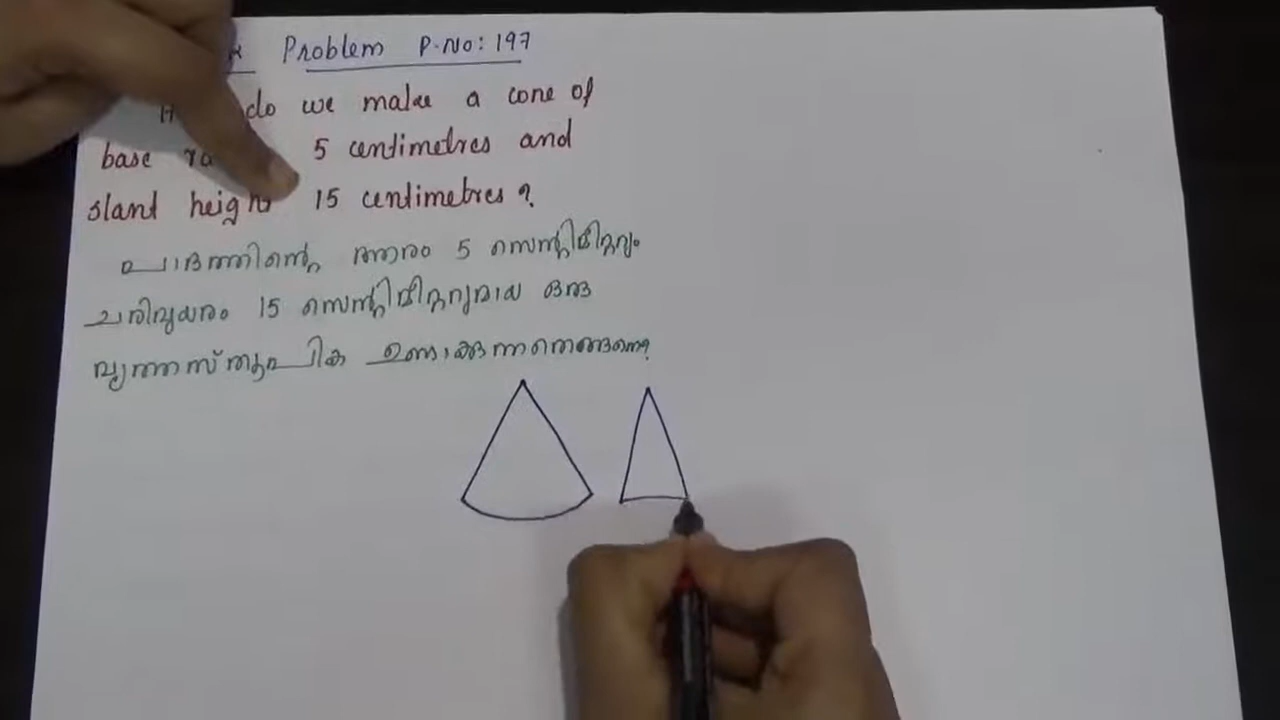 Problem P.No: 197
do we make a cone of
base 5 centimetres and
slant height 15 centimetres ?
പാദത്തിന്റെ ആരം 5 സെന്റിമീറ്ററും
ചരിവുയരം 15 സെന്റിമീറ്ററുമായ ഒരു
വൃത്തസ്തൂപിക ഉണ്ടാക്കുന്നതെങ്ങനെ?